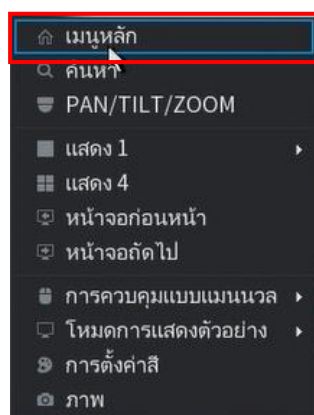 เมนูหลัก
ค้นหา
PAN/TILT/ZOOM
แสดง 1
แสดง 4
หน้าจอก่อนหน้า
หน้าจอถัดไป
การควบคุมแบบแมนนวล
โหมดการแสดงตัวอย่าง
การตั้งค่าสี
ภาพ